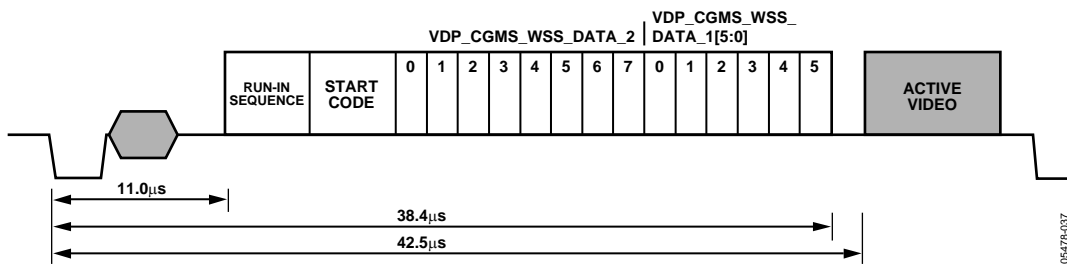 VDP_CGMS_WSS_DATA_2
VDP_CGMS_WSS_
DATA_1[5:0]
RUN-IN
SEQUENCE
START
CODE
0 1 2 3 4 5 6 7 0 1 2 3 4 5
ACTIVE
VIDEO
11.0µs
38.4µs
42.5µs
05478-037